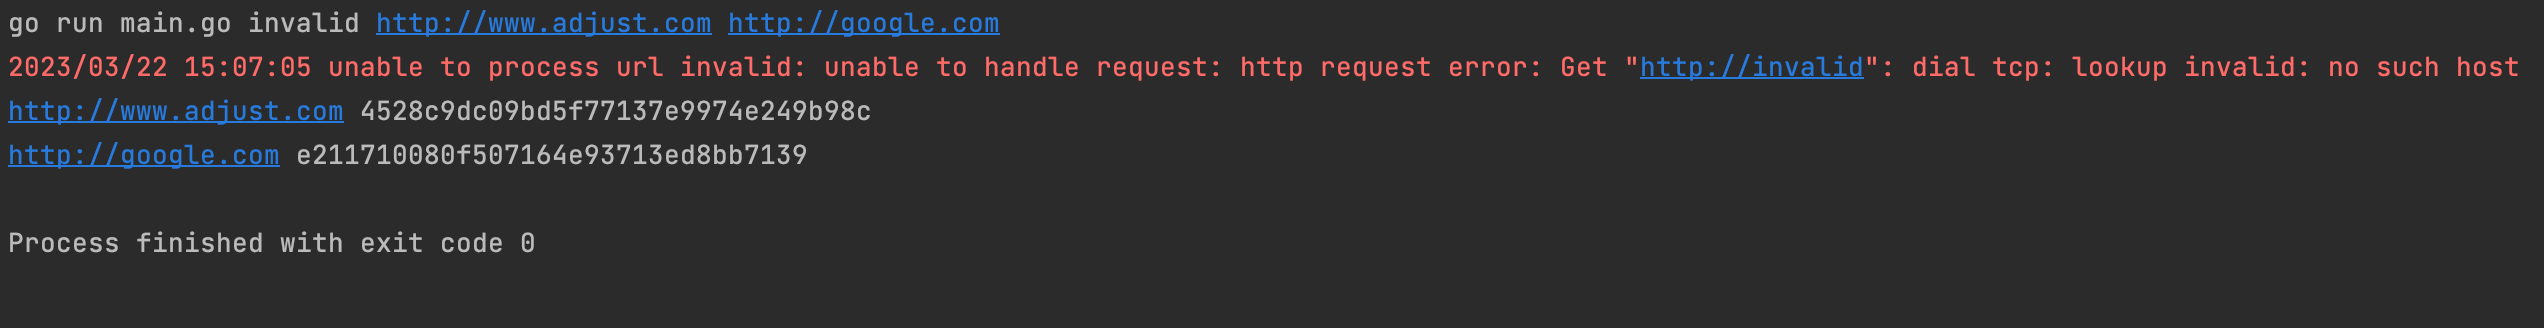 go run main.go invalid http://www.adjust.com http://google.com
2023/03/22 15:07:05 unable to process url invalid: unable to handle request: http request error: Get "http://invalid": dial tcp: lookup invalid: no such host
http://www.adjust.com 4528c9dc09bd5f77137e9974e249b98c
http://google.com e211710080f507164e93713ed8bb7139
Process finished with exit code 0